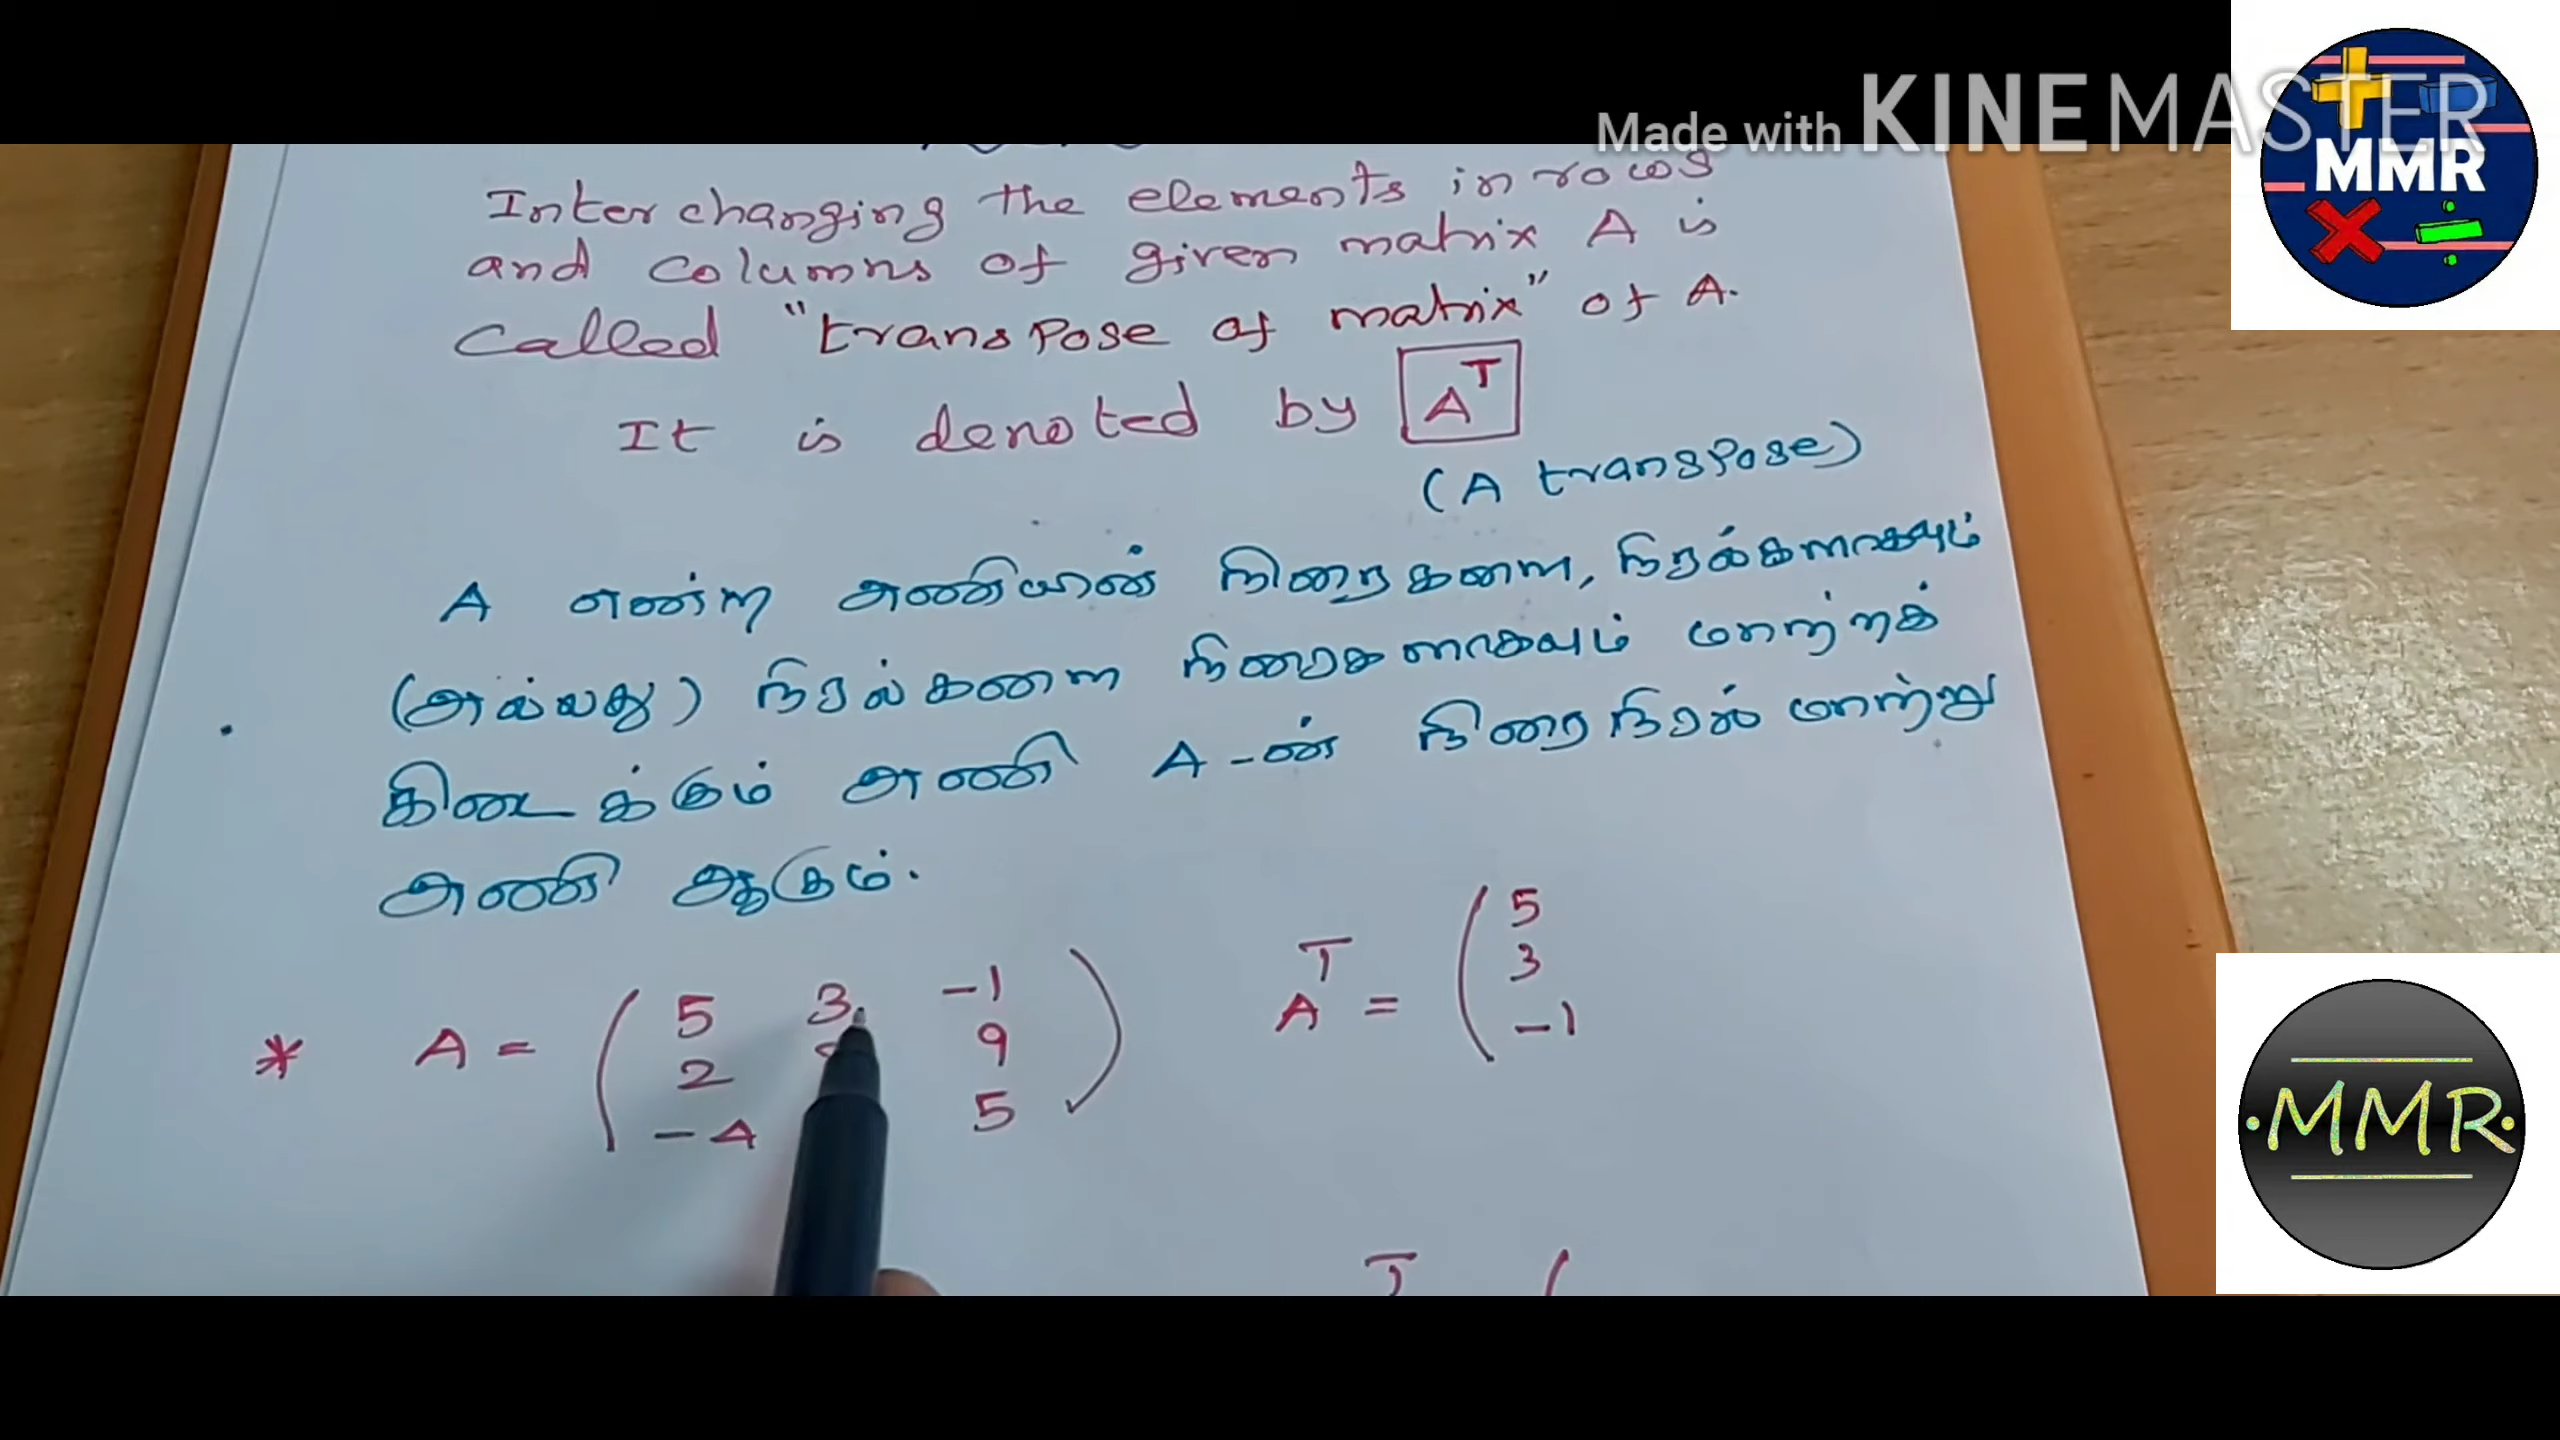 Made with KINEMASTER
MMR
Interchanging the elements in rows
and columns of given matrix A is
called "transpose of matrix" of A.
It is denoted by A^T
(A transpose)
A என்ற அணியின் நிறைகளை, நிரல்களாகவும்
(அல்லது) நிரல்களை நிறைகளாகவும் மாற்றக்
கிடைக்கும் அணி A-ன் நிறைநிரல் மாற்று
அணி ஆகும்.
* A = ( 5 3 -1
2 9
-4 5 )
A^T = ( 5
3
-1
T (
MMR